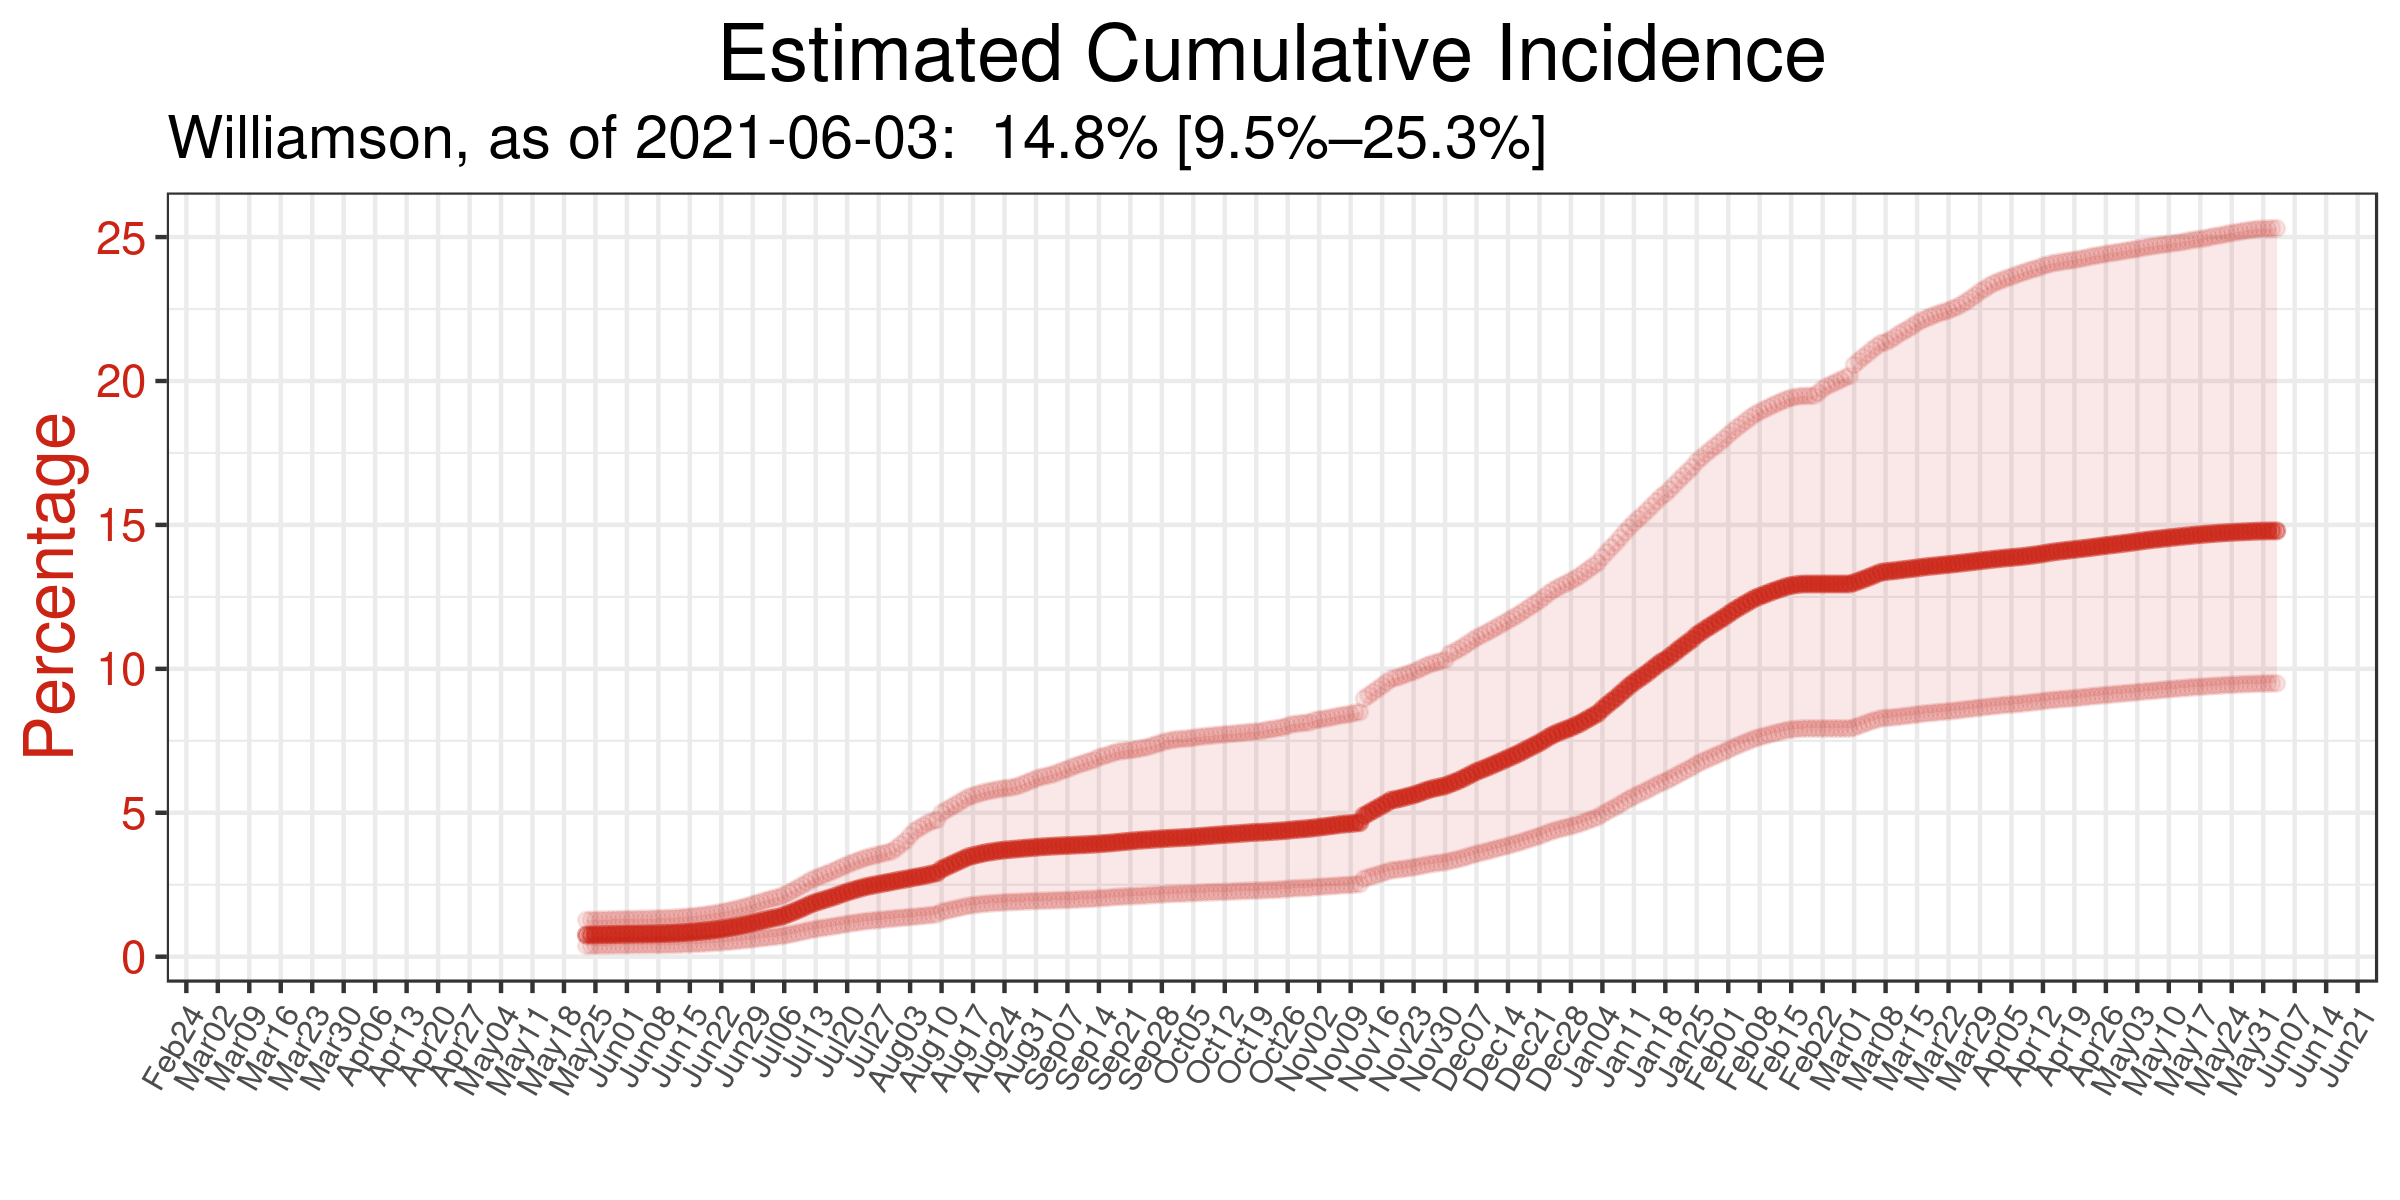 Estimated Cumulative Incidence
Williamson, as of 2021-06-03:  14.8% [9.5%–25.3%]
Percentage
25
20
15
10
5
0
Feb24
Mar02
Mar09
Mar16
Mar23
Mar30
Apr06
Apr13
Apr20
Apr27
May04
May11
May18
May25
Jun01
Jun08
Jun15
Jun22
Jun29
Jul06
Jul13
Jul20
Jul27
Aug03
Aug10
Aug17
Aug24
Aug31
Sep07
Sep14
Sep21
Sep28
Oct05
Oct12
Oct19
Oct26
Nov02
Nov09
Nov16
Nov23
Nov30
Dec07
Dec14
Dec21
Dec28
Jan04
Jan11
Jan18
Jan25
Feb01
Feb08
Feb15
Feb22
Mar01
Mar08
Mar15
Mar22
Mar29
Apr05
Apr12
Apr19
Apr26
May03
May10
May17
May24
May31
Jun07
Jun14
Jun21